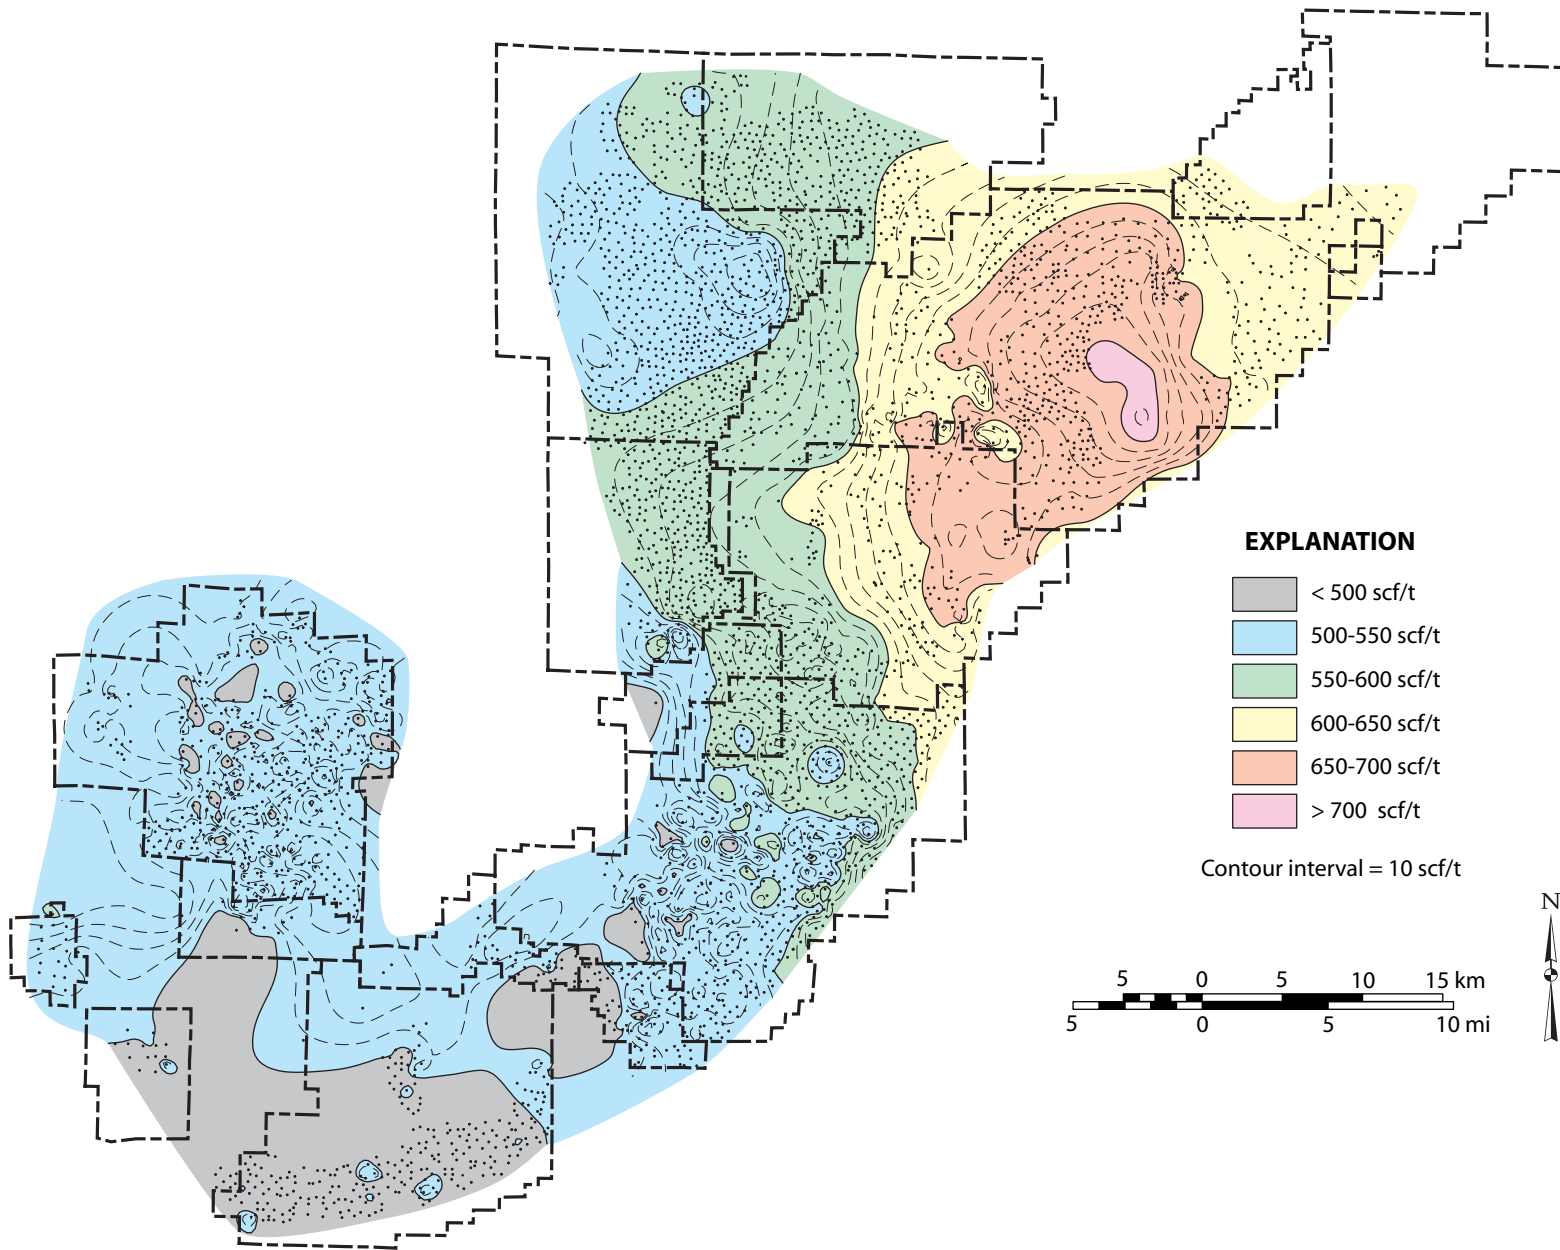 EXPLANATION
< 500 scf/t
500-550 scf/t
550-600 scf/t
600-650 scf/t
650-700 scf/t
> 700 scf/t
Contour interval = 10 scf/t
N
5 0 5 10 15 km
5 0 5 10 mi